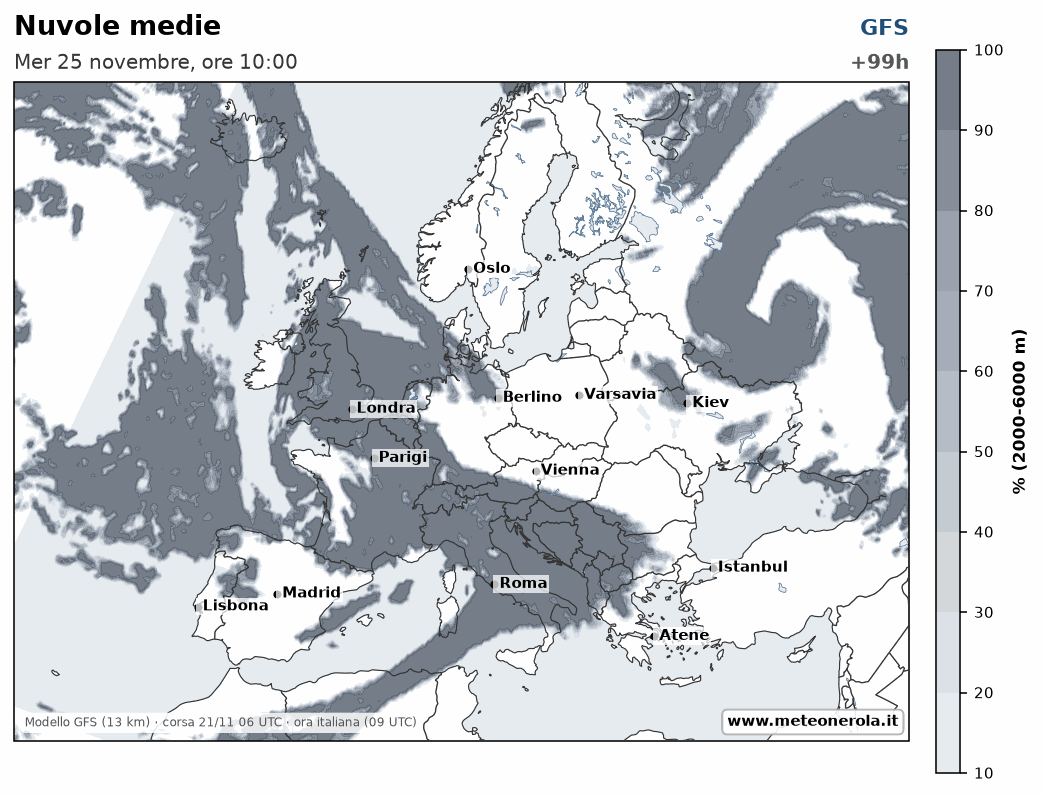 Nuvole medie
GFS
Mer 25 novembre, ore 10:00
+99h
100
90
80
70
60
50
40
30
20
10
% (2000-6000 m)
Oslo
Londra
Berlino
Varsavia
Kiev
Parigi
Vienna
Istanbul
Roma
Madrid
Lisbona
Atene
Modello GFS (13 km) · corsa 21/11 06 UTC · ora italiana (09 UTC)
www.meteonerola.it